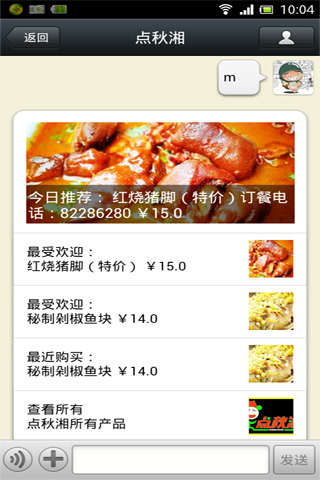 10:04
返回
点秋湘
m
今日推荐： 红烧猪脚（特价）订餐电
话：82286280 ￥15.0
最受欢迎：
红烧猪脚（特价） ￥15.0
最受欢迎：
秘制剁椒鱼块 ￥14.0
最近购买：
秘制剁椒鱼块 ￥14.0
查看所有
点秋湘所有产品
点秋湘
发送